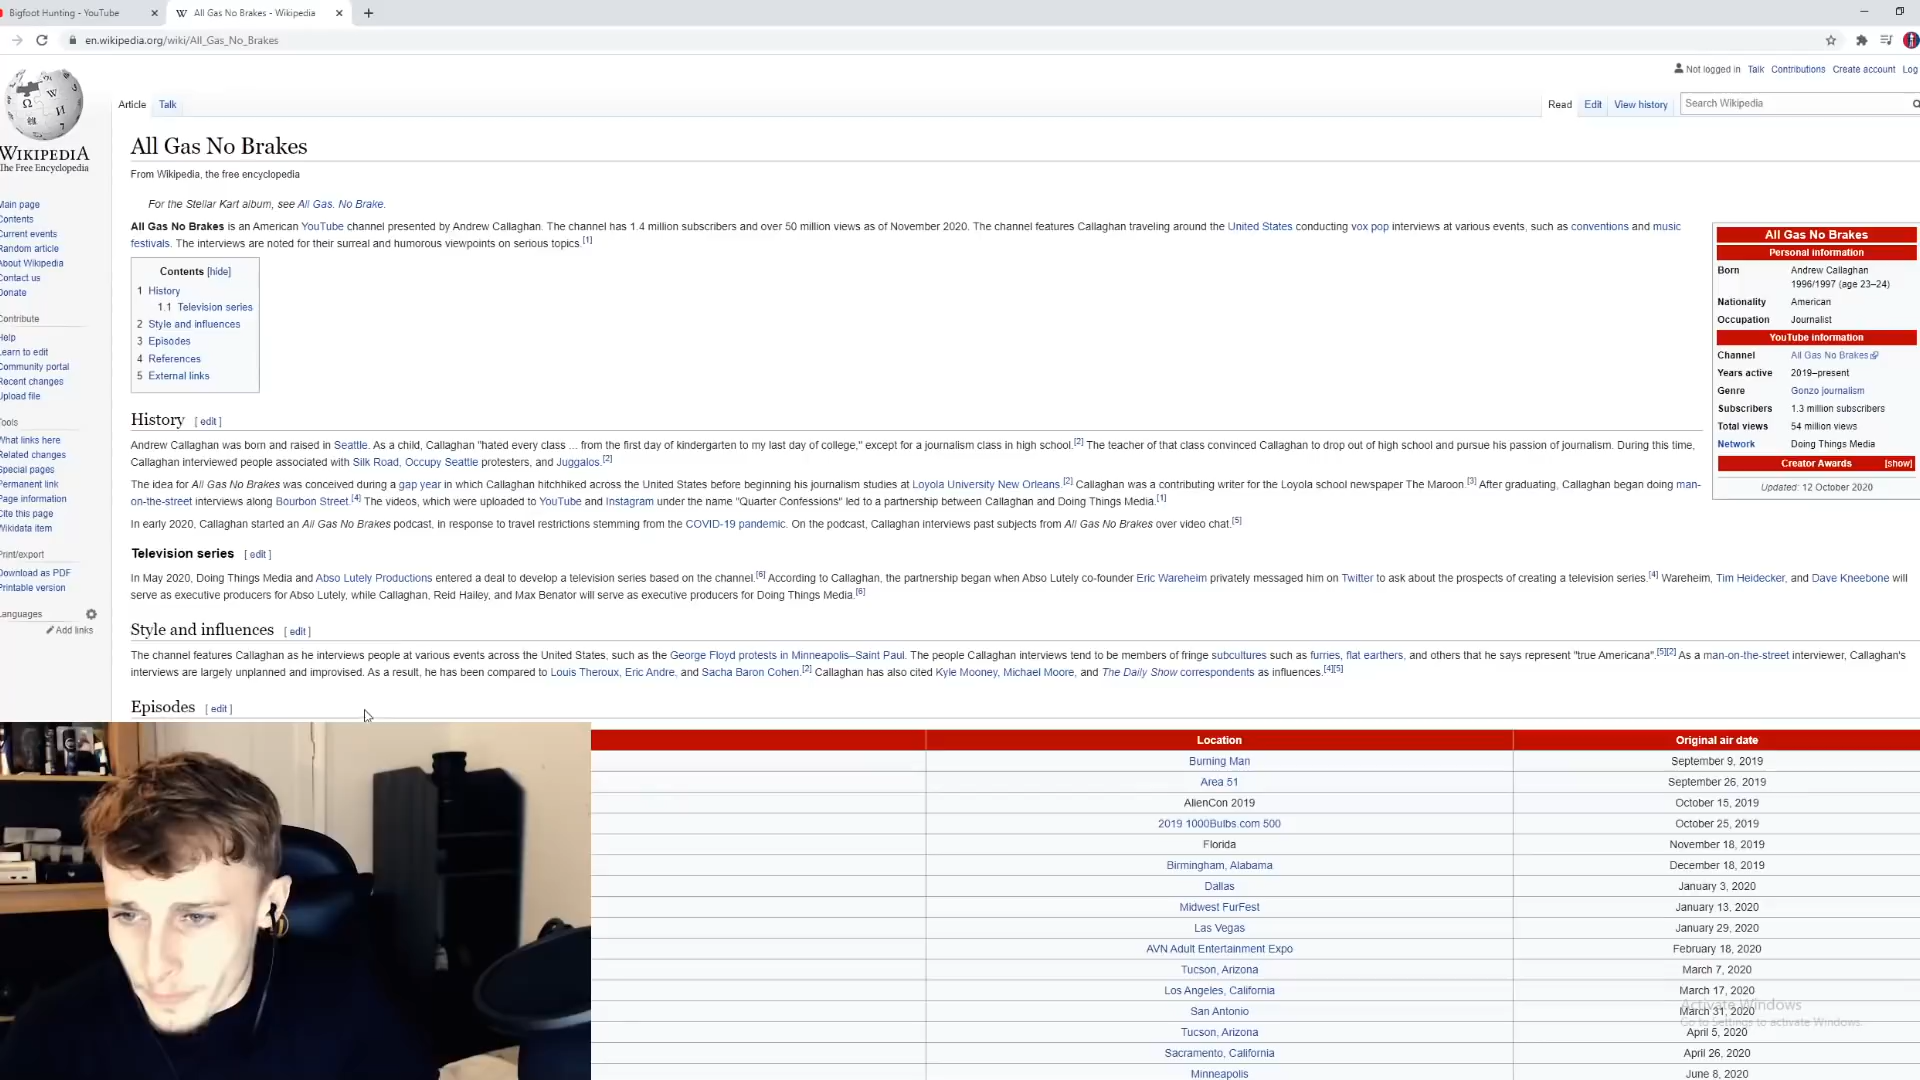 Bigfoot Hunting - YouTube
All Gas No Brakes - Wikipedia
en.wikipedia.org/wiki/All_Gas_No_Brakes
Not logged in Talk Contributions Create account Log
Article Talk
Read Edit View history Search Wikipedia
WIKIPEDIA
The Free Encyclopedia
Main page
Contents
Current events
Random article
About Wikipedia
Contact us
Donate
Contribute
Help
Learn to edit
Community portal
Recent changes
Upload file
Tools
What links here
Related changes
Special pages
Permanent link
Page information
Cite this page
Wikidata item
Print/export
Download as PDF
Printable version
Languages
Add links
All Gas No Brakes
From Wikipedia, the free encyclopedia
For the Stellar Kart album, see All Gas. No Brake.
All Gas No Brakes is an American YouTube channel presented by Andrew Callaghan. The channel has 1.4 million subscribers and over 50 million views as of November 2020. The channel features Callaghan traveling around the United States conducting vox pop interviews at various events, such as conventions and music
festivals. The interviews are noted for their surreal and humorous viewpoints on serious topics.[1]
Contents [hide]
1 History
1.1 Television series
2 Style and influences
3 Episodes
4 References
5 External links
All Gas No Brakes
Personal information
Born Andrew Callaghan
1996/1997 (age 23–24)
Nationality American
Occupation Journalist
YouTube information
Channel All Gas No Brakes
Years active 2019–present
Genre Gonzo journalism
Subscribers 1.3 million subscribers
Total views 54 million views
Network Doing Things Media
Creator Awards [show]
Updated: 12 October 2020
History [ edit ]
Andrew Callaghan was born and raised in Seattle. As a child, Callaghan "hated every class ... from the first day of kindergarten to my last day of college," except for a journalism class in high school.[2] The teacher of that class convinced Callaghan to drop out of high school and pursue his passion of journalism. During this time,
Callaghan interviewed people associated with Silk Road, Occupy Seattle protesters, and Juggalos.[2]
The idea for All Gas No Brakes was conceived during a gap year in which Callaghan hitchhiked across the United States before beginning his journalism studies at Loyola University New Orleans.[2] Callaghan was a contributing writer for the Loyola school newspaper The Maroon.[3] After graduating, Callaghan began doing man-
on-the-street interviews along Bourbon Street.[4] The videos, which were uploaded to YouTube and Instagram under the name "Quarter Confessions" led to a partnership between Callaghan and Doing Things Media.[1]
In early 2020, Callaghan started an All Gas No Brakes podcast, in response to travel restrictions stemming from the COVID-19 pandemic. On the podcast, Callaghan interviews past subjects from All Gas No Brakes over video chat.[5]
Television series [ edit ]
In May 2020, Doing Things Media and Abso Lutely Productions entered a deal to develop a television series based on the channel.[6] According to Callaghan, the partnership began when Abso Lutely co-founder Eric Wareheim privately messaged him on Twitter to ask about the prospects of creating a television series.[4] Wareheim, Tim Heidecker, and Dave Kneebone will
serve as executive producers for Abso Lutely, while Callaghan, Reid Hailey, and Max Benator will serve as executive producers for Doing Things Media.[6]
Style and influences [ edit ]
The channel features Callaghan as he interviews people at various events across the United States, such as the George Floyd protests in Minneapolis–Saint Paul. The people Callaghan interviews tend to be members of fringe subcultures such as furries, flat earthers, and others that he says represent "true Americana".[5][2] As a man-on-the-street interviewer, Callaghan's
interviews are largely unplanned and improvised. As a result, he has been compared to Louis Theroux, Eric Andre, and Sacha Baron Cohen.[2] Callaghan has also cited Kyle Mooney, Michael Moore, and The Daily Show correspondents as influences.[4][5]
Episodes [ edit ]
Location Original air date
Burning Man September 9, 2019
Area 51 September 26, 2019
AlienCon 2019 October 15, 2019
2019 1000Bulbs.com 500 October 25, 2019
Florida November 18, 2019
Birmingham, Alabama December 18, 2019
Dallas January 3, 2020
Midwest FurFest January 13, 2020
Las Vegas January 29, 2020
AVN Adult Entertainment Expo February 18, 2020
Tucson, Arizona March 7, 2020
Los Angeles, California March 17, 2020
San Antonio March 31, 2020
Tucson, Arizona April 5, 2020
Sacramento, California April 26, 2020
Minneapolis June 8, 2020
Activate Windows
Go to Settings to activate Windows.